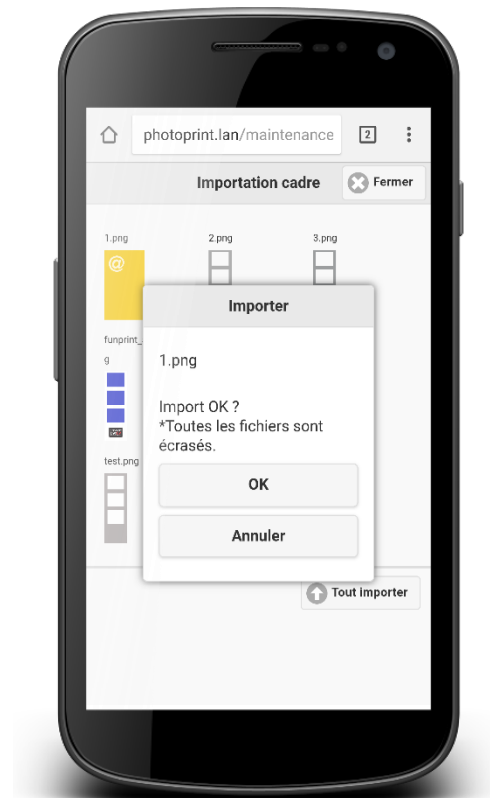 photoprint.lan/maintenance
2
Importation cadre
Fermer
1.png
2.png
3.png
@
funprint_
g
test.png
Importer
1.png
Import OK ?
*Toutes les fichiers sont
écrasés.
OK
Annuler
Tout importer